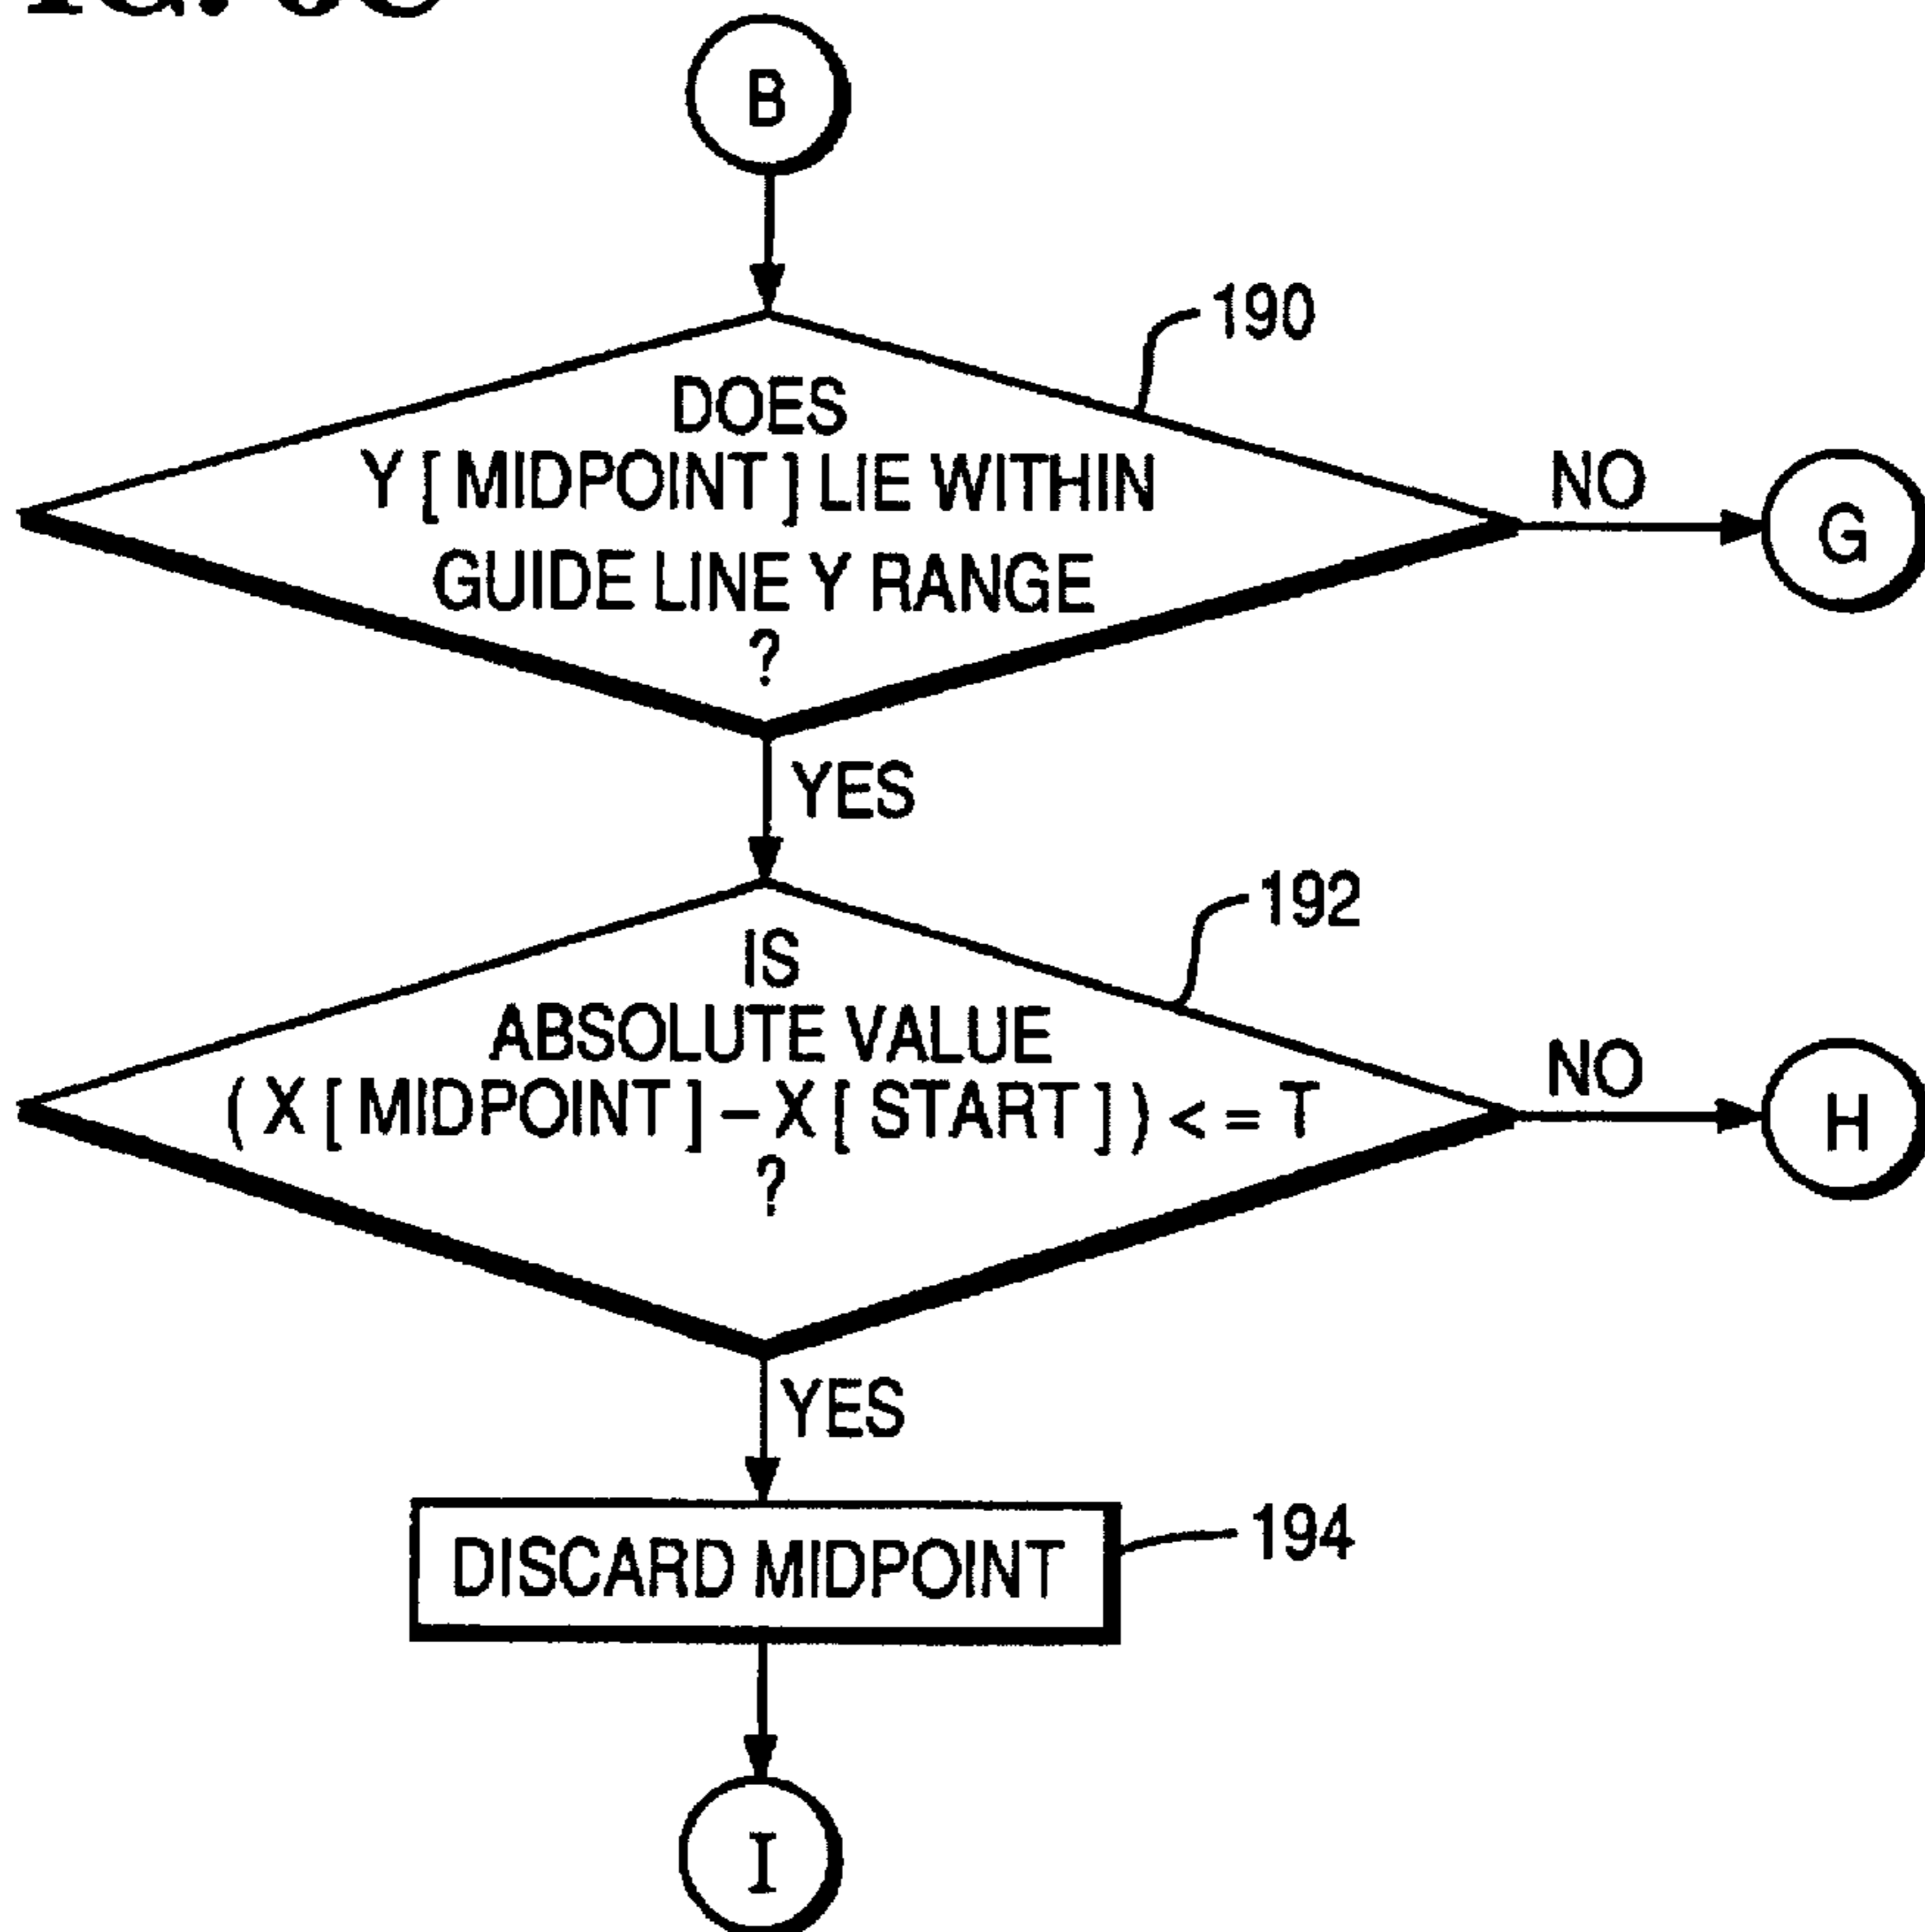 B
190
DOES
Y [ MIDPOINT ] LIE WITHIN
GUIDE LINE Y RANGE
?
NO
G
YES
192
IS
ABSOLUTE VALUE
( X [ MIDPOINT ] – X [ START ] ) < = T
?
NO
H
YES
DISCARD MIDPOINT
194
I